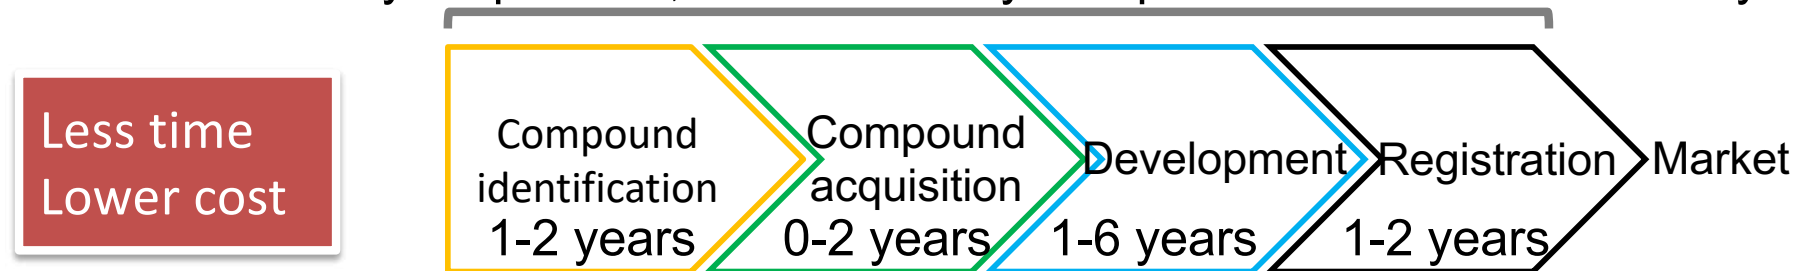 Less time
Lower cost
Compound
identification
1-2 years
Compound
acquisition
0-2 years
Development
1-6 years
Registration
1-2 years
Market